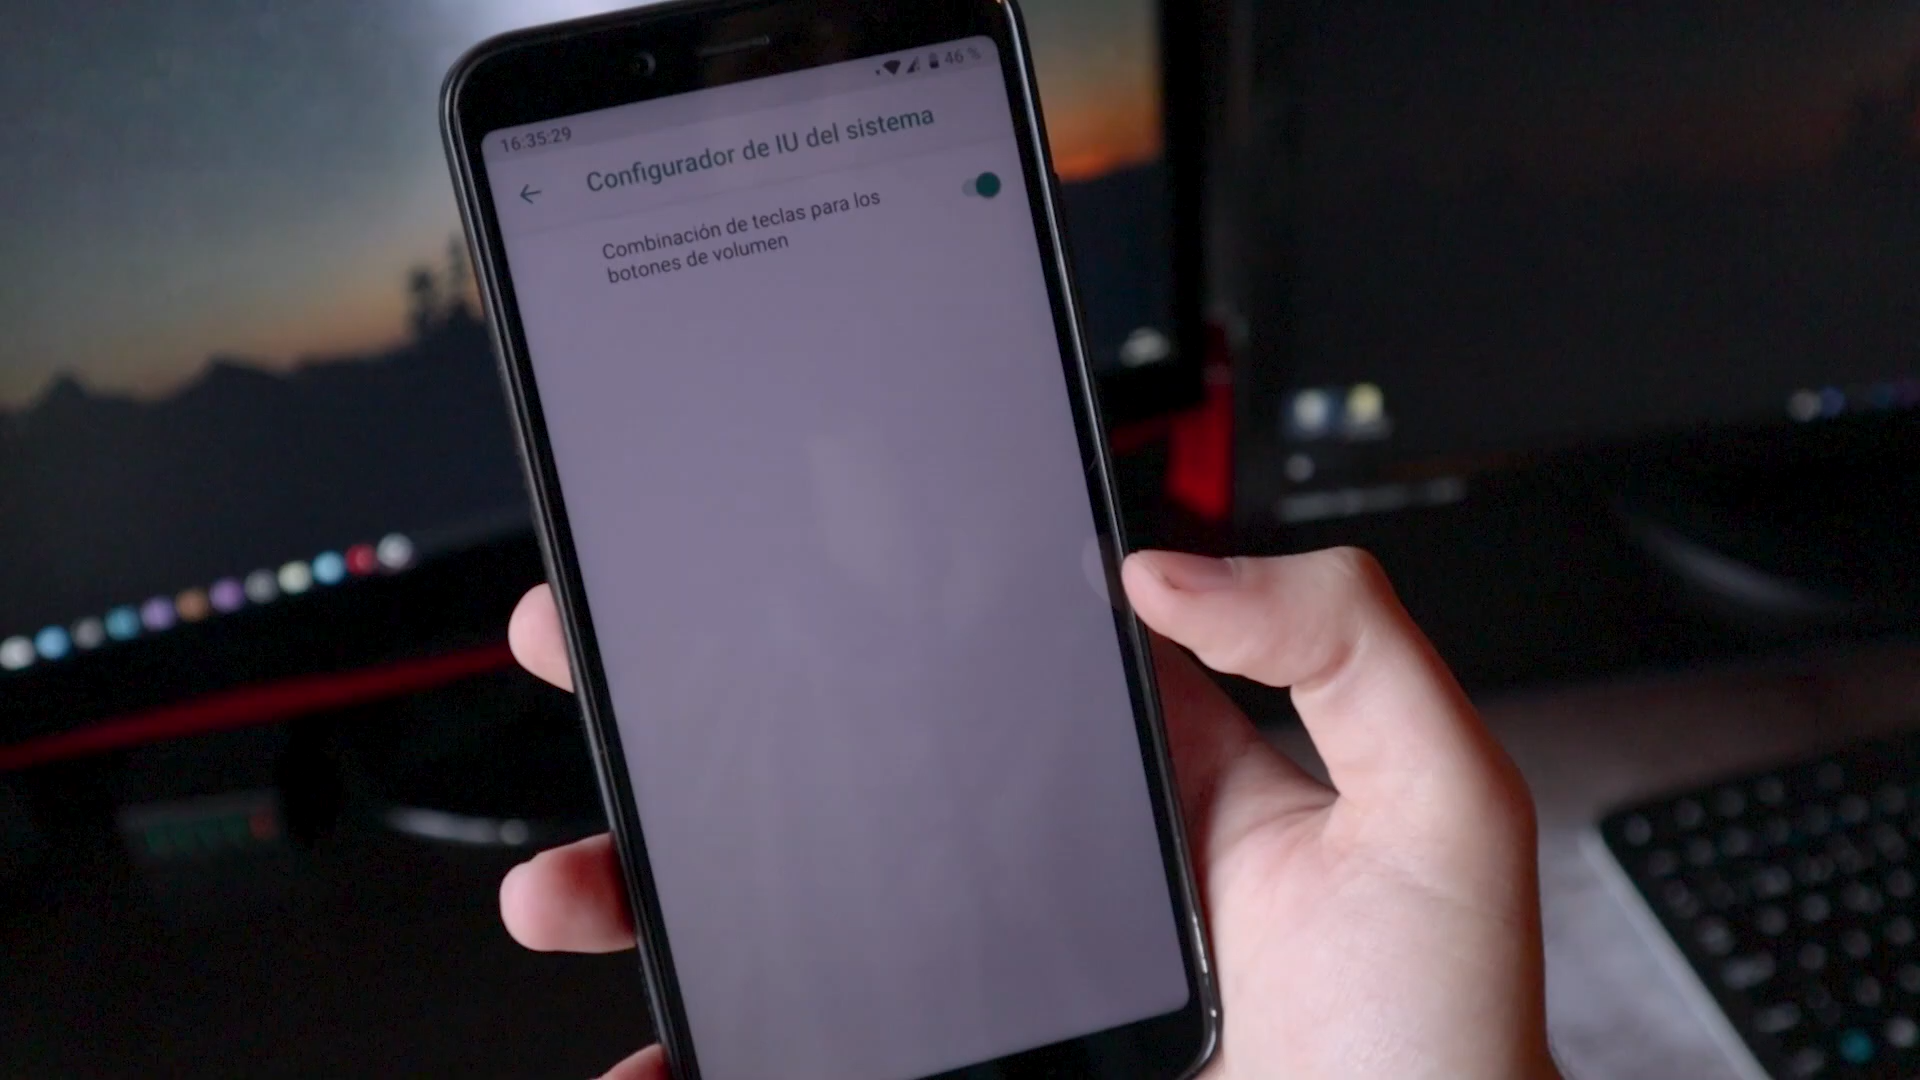 16:35:29
46 %
Configurador de IU del sistema
Combinación de teclas para los
botones de volumen